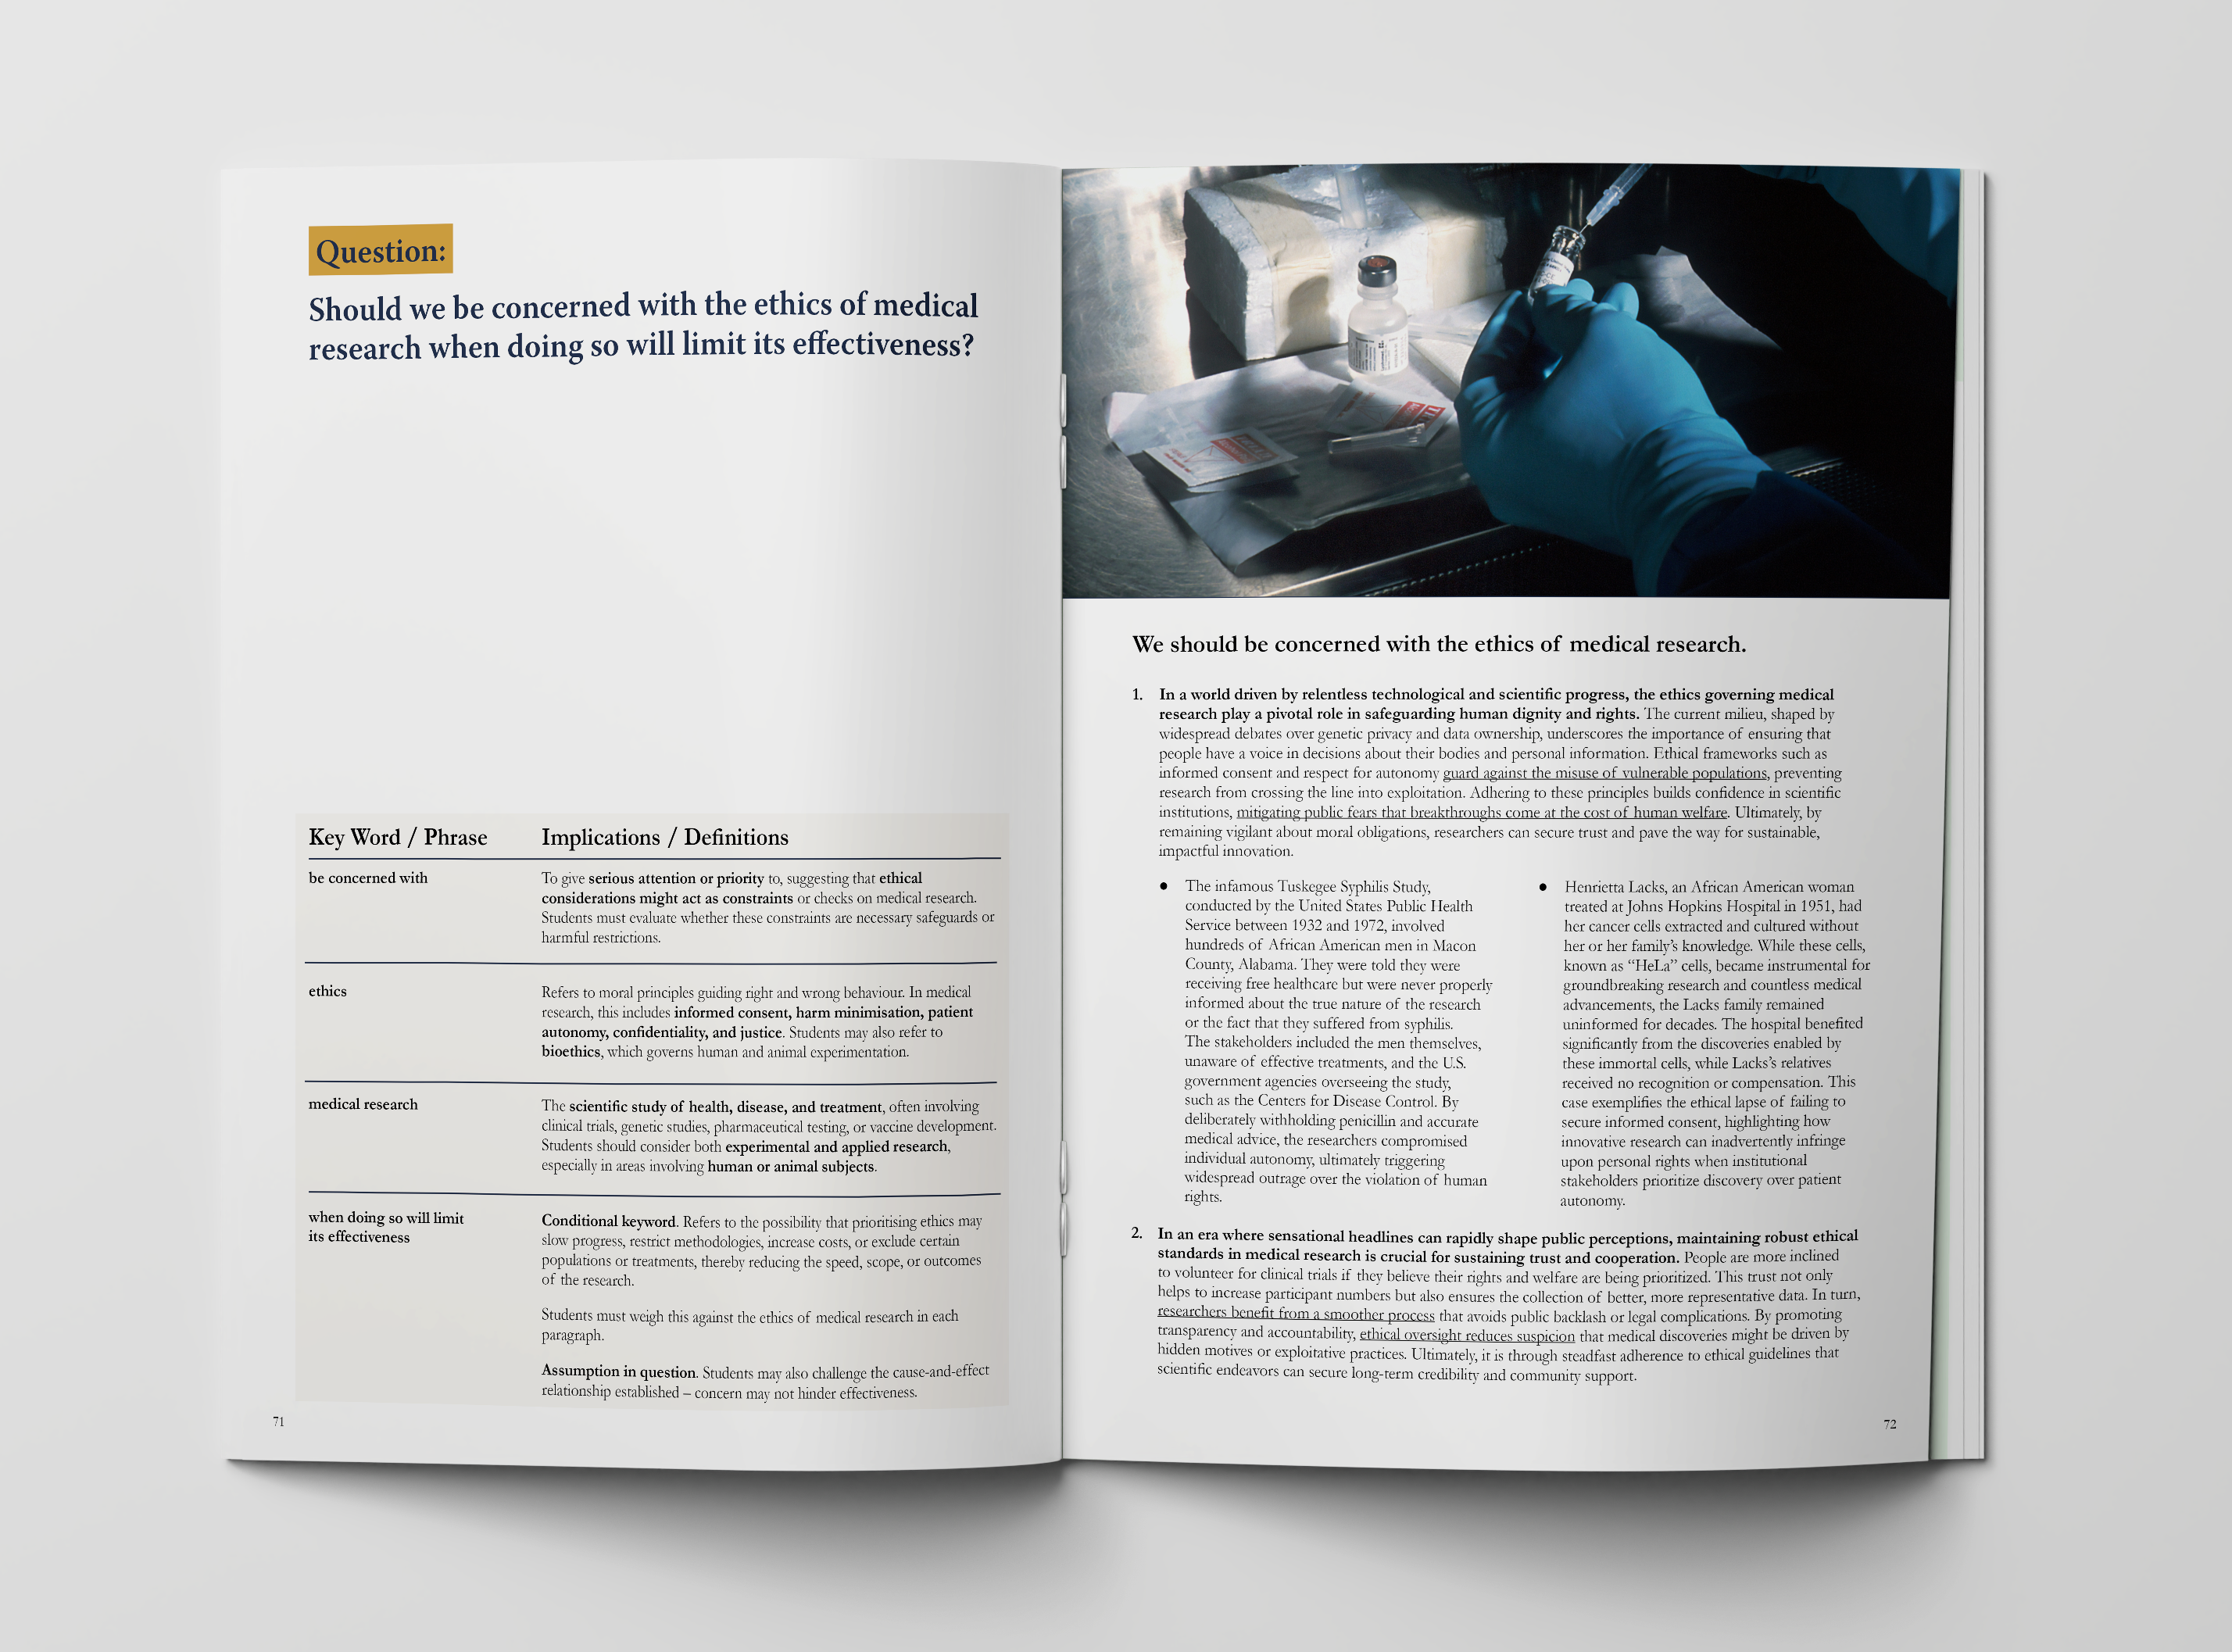 Question:
Should we be concerned with the ethics of medical
research when doing so will limit its effectiveness?
Key Word / Phrase
Implications / Definitions
be concerned with
To give serious attention or priority to, suggesting that ethical
considerations might act as constraints or checks on medical research.
Students must evaluate whether these constraints are necessary safeguards or
harmful restrictions.
ethics
Refers to moral principles guiding right and wrong behaviour. In medical
research, this includes informed consent, harm minimisation, patient
autonomy, confidentiality, and justice. Students may also refer to
bioethics, which governs human and animal experimentation.
medical research
The scientific study of health, disease, and treatment, often involving
clinical trials, genetic studies, pharmaceutical testing, or vaccine development.
Students should consider both experimental and applied research,
especially in areas involving human or animal subjects.
when doing so will limit
its effectiveness
Conditional keyword. Refers to the possibility that prioritising ethics may
slow progress, restrict methodologies, increase costs, or exclude certain
populations or treatments, thereby reducing the speed, scope, or outcomes
of the research.
Students must weigh this against the ethics of medical research in each
paragraph.
Assumption in question. Students may also challenge the cause-and-effect
relationship established – concern may not hinder effectiveness.
71
We should be concerned with the ethics of medical research.
1. In a world driven by relentless technological and scientific progress, the ethics governing medical
research play a pivotal role in safeguarding human dignity and rights. The current milieu, shaped by
widespread debates over genetic privacy and data ownership, underscores the importance of ensuring that
people have a voice in decisions about their bodies and personal information. Ethical frameworks such as
informed consent and respect for autonomy guard against the misuse of vulnerable populations, preventing
research from crossing the line into exploitation. Adhering to these principles builds confidence in scientific
institutions, mitigating public fears that breakthroughs come at the cost of human welfare. Ultimately, by
remaining vigilant about moral obligations, researchers can secure trust and pave the way for sustainable,
impactful innovation.
● The infamous Tuskegee Syphilis Study,
conducted by the United States Public Health
Service between 1932 and 1972, involved
hundreds of African American men in Macon
County, Alabama. They were told they were
receiving free healthcare but were never properly
informed about the true nature of the research
or the fact that they suffered from syphilis.
The stakeholders included the men themselves,
unaware of effective treatments, and the U.S.
government agencies overseeing the study,
such as the Centers for Disease Control. By
deliberately withholding penicillin and accurate
medical advice, the researchers compromised
individual autonomy, ultimately triggering
widespread outrage over the violation of human
rights.
● Henrietta Lacks, an African American woman
treated at Johns Hopkins Hospital in 1951, had
her cancer cells extracted and cultured without
her or her family's knowledge. While these cells,
known as “HeLa” cells, became instrumental for
groundbreaking research and countless medical
advancements, the Lacks family remained
uninformed for decades. The hospital benefited
significantly from the discoveries enabled by
these immortal cells, while Lacks's relatives
received no recognition or compensation. This
case exemplifies the ethical lapse of failing to
secure informed consent, highlighting how
innovative research can inadvertently infringe
upon personal rights when institutional
stakeholders prioritize discovery over patient
autonomy.
2. In an era where sensational headlines can rapidly shape public perceptions, maintaining robust ethical
standards in medical research is crucial for sustaining trust and cooperation. People are more inclined
to volunteer for clinical trials if they believe their rights and welfare are being prioritized. This trust not only
helps to increase participant numbers but also ensures the collection of better, more representative data. In turn,
researchers benefit from a smoother process that avoids public backlash or legal complications. By promoting
transparency and accountability, ethical oversight reduces suspicion that medical discoveries might be driven by
hidden motives or exploitative practices. Ultimately, it is through steadfast adherence to ethical guidelines that
scientific endeavors can secure long-term credibility and community support.
72